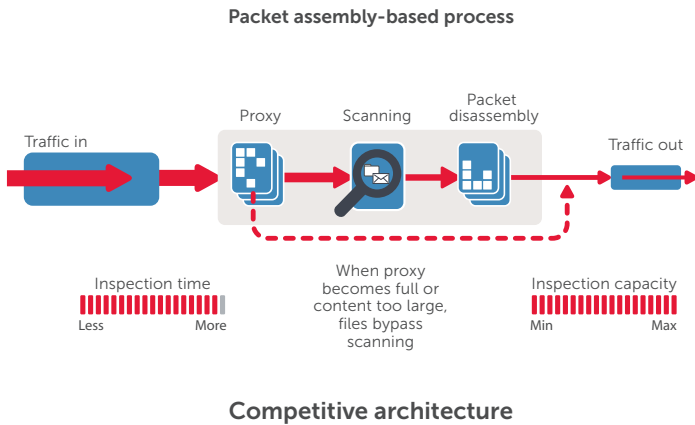 Packet assembly-based process
Proxy
Scanning
Packet
disassembly
Traffic in
Traffic out
When proxy
becomes full or
content too large,
files bypass
scanning
Inspection time
Less More
Inspection capacity
Min Max
Competitive architecture